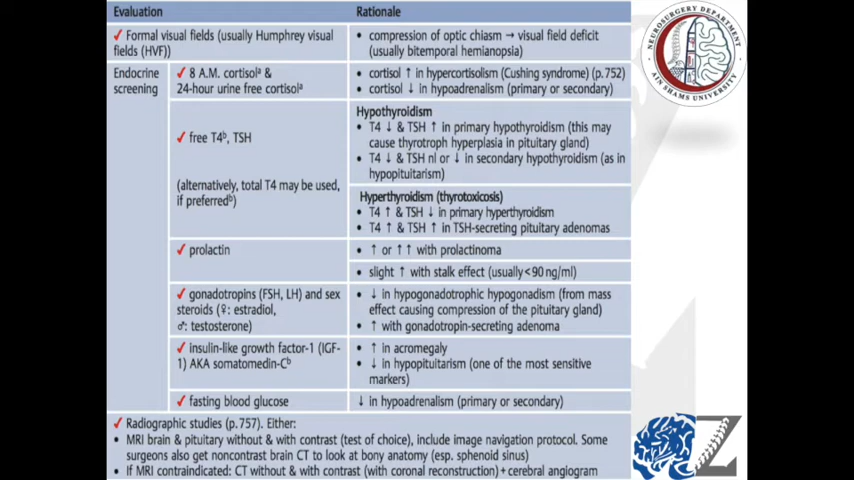 Evaluation
Rationale
✓ Formal visual fields (usually Humphrey visual
fields (HVF))
• compression of optic chiasm → visual field deficit
(usually bitemporal hemianopsia)
Endocrine
screening
✓ 8 A.M. cortisolᵃ &
24-hour urine free cortisolᵃ
• cortisol ↑ in hypercortisolism (Cushing syndrome) (p.752)
• cortisol ↓ in hypoadrenalism (primary or secondary)
✓ free T4ᵇ, TSH
(alternatively, total T4 may be used,
if preferredᵇ)
Hypothyroidism
• T4 ↓ & TSH ↑ in primary hypothyroidism (this may
cause thyrotroph hyperplasia in pituitary gland)
• T4 ↓ & TSH nl or ↓ in secondary hypothyroidism (as in
hypopituitarism)
Hyperthyroidism (thyrotoxicosis)
• T4 ↑ & TSH ↓ in primary hyperthyroidism
• T4 ↑ & TSH ↑ in TSH-secreting pituitary adenomas
✓ prolactin
• ↑ or ↑↑ with prolactinoma
• slight ↑ with stalk effect (usually<90 ng/ml)
✓ gonadotropins (FSH, LH) and sex
steroids (♀: estradiol,
♂: testosterone)
• ↓ in hypogonadotrophic hypogonadism (from mass
effect causing compression of the pituitary gland)
• ↑ with gonadotropin-secreting adenoma
✓ insulin-like growth factor-1 (IGF-
1) AKA somatomedin-Cᵇ
• ↑ in acromegaly
• ↓ in hypopituitarism (one of the most sensitive
markers)
✓ fasting blood glucose
↓ in hypoadrenalism (primary or secondary)
✓ Radiographic studies (p.757). Either:
• MRI brain & pituitary without & with contrast (test of choice), include image navigation protocol. Some
surgeons also get noncontrast brain CT to look at bony anatomy (esp. sphenoid sinus)
• If MRI contraindicated: CT without & with contrast (with coronal reconstruction) + cerebral angiogram
NEUROSURGERY DEPARTMENT
AIN SHAMS UNIVERSITY
Z